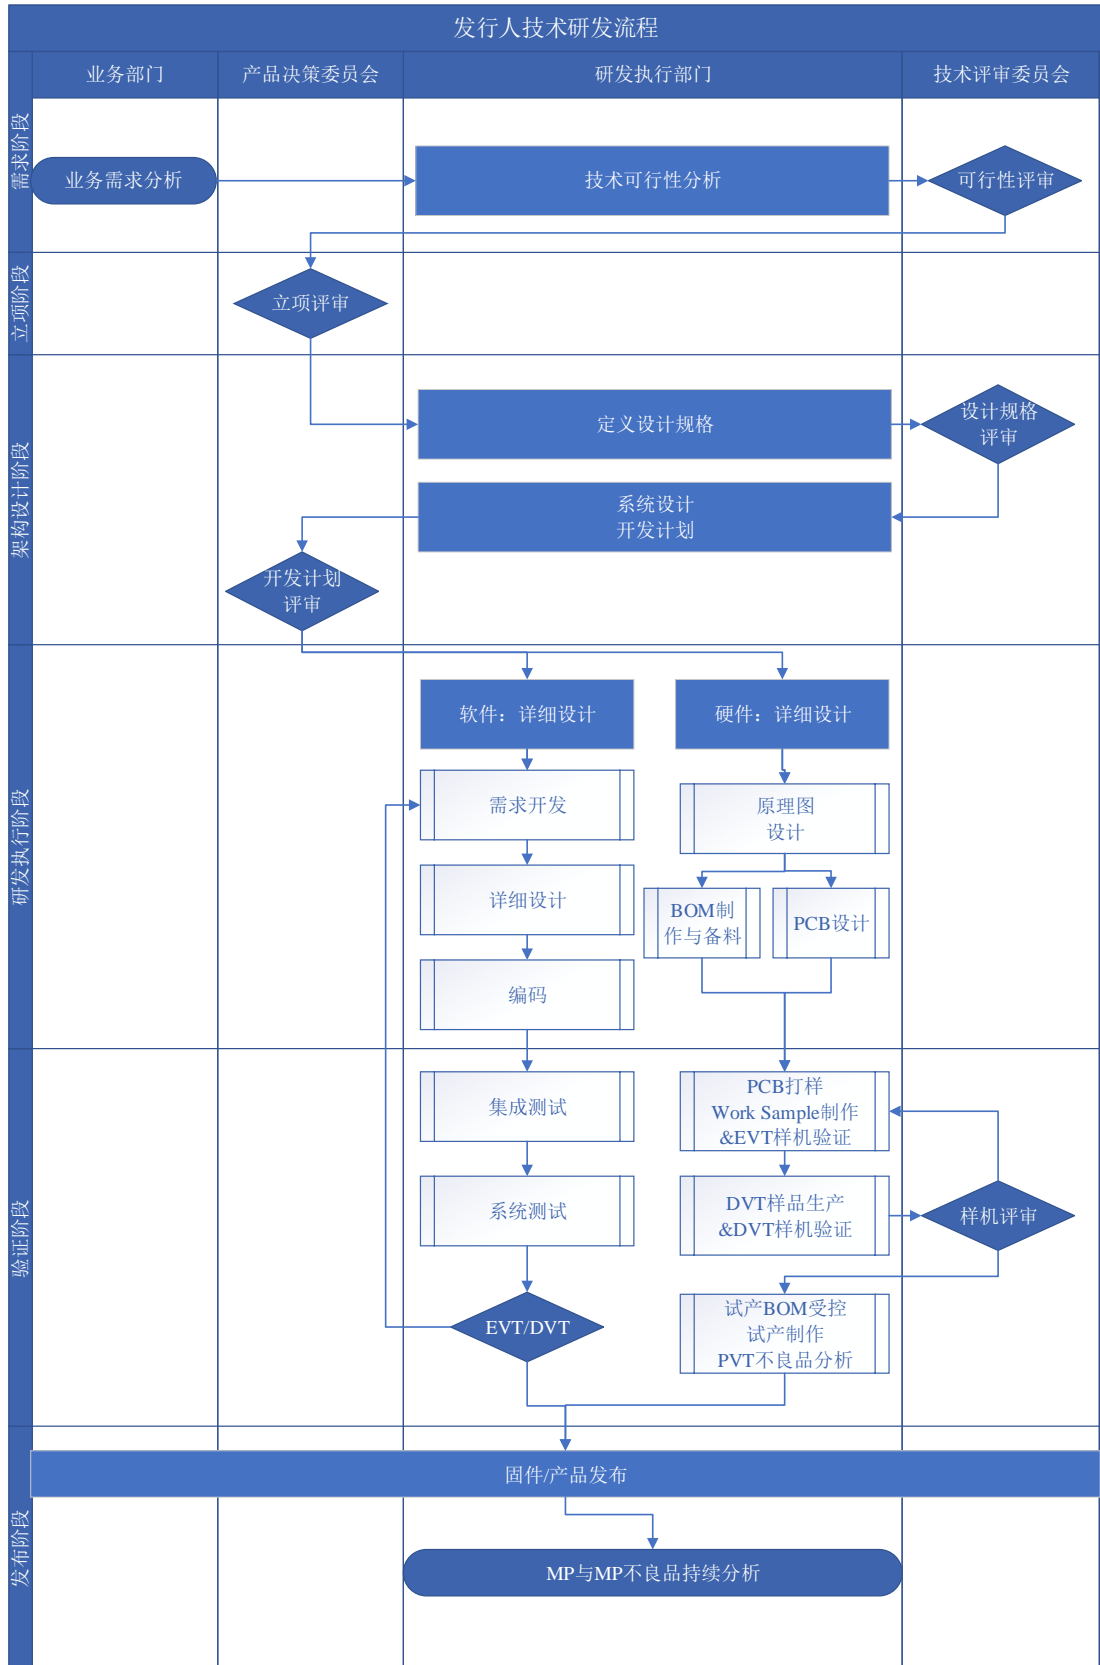 发行人技术研发流程
业务部门
产品决策委员会
研发执行部门
技术评审委员会
需求阶段
业务需求分析
技术可行性分析
可行性评审
立项阶段
立项评审
架构设计阶段
定义设计规格
设计规格
评审
系统设计
开发计划
开发计划
评审
研发执行阶段
软件：详细设计
硬件：详细设计
需求开发
原理图
设计
详细设计
BOM制
作与备料
PCB设计
编码
验证阶段
集成测试
PCB打样
Work Sample制作
&EVT样机验证
系统测试
DVT样品生产
&DVT样机验证
样机评审
EVT/DVT
试产BOM受控
试产制作
PVT不良品分析
发布阶段
固件/产品发布
MP与MP不良品持续分析